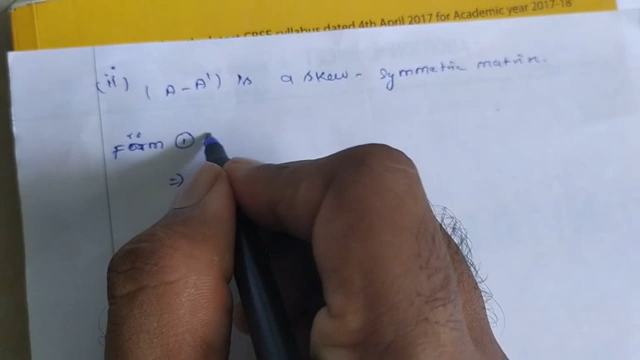 CBSE syllabus dated 4th April 2017 for Academic year 2017-18
(ii) (A - A') is a skew - symmetric matrix.
From ①
⇒